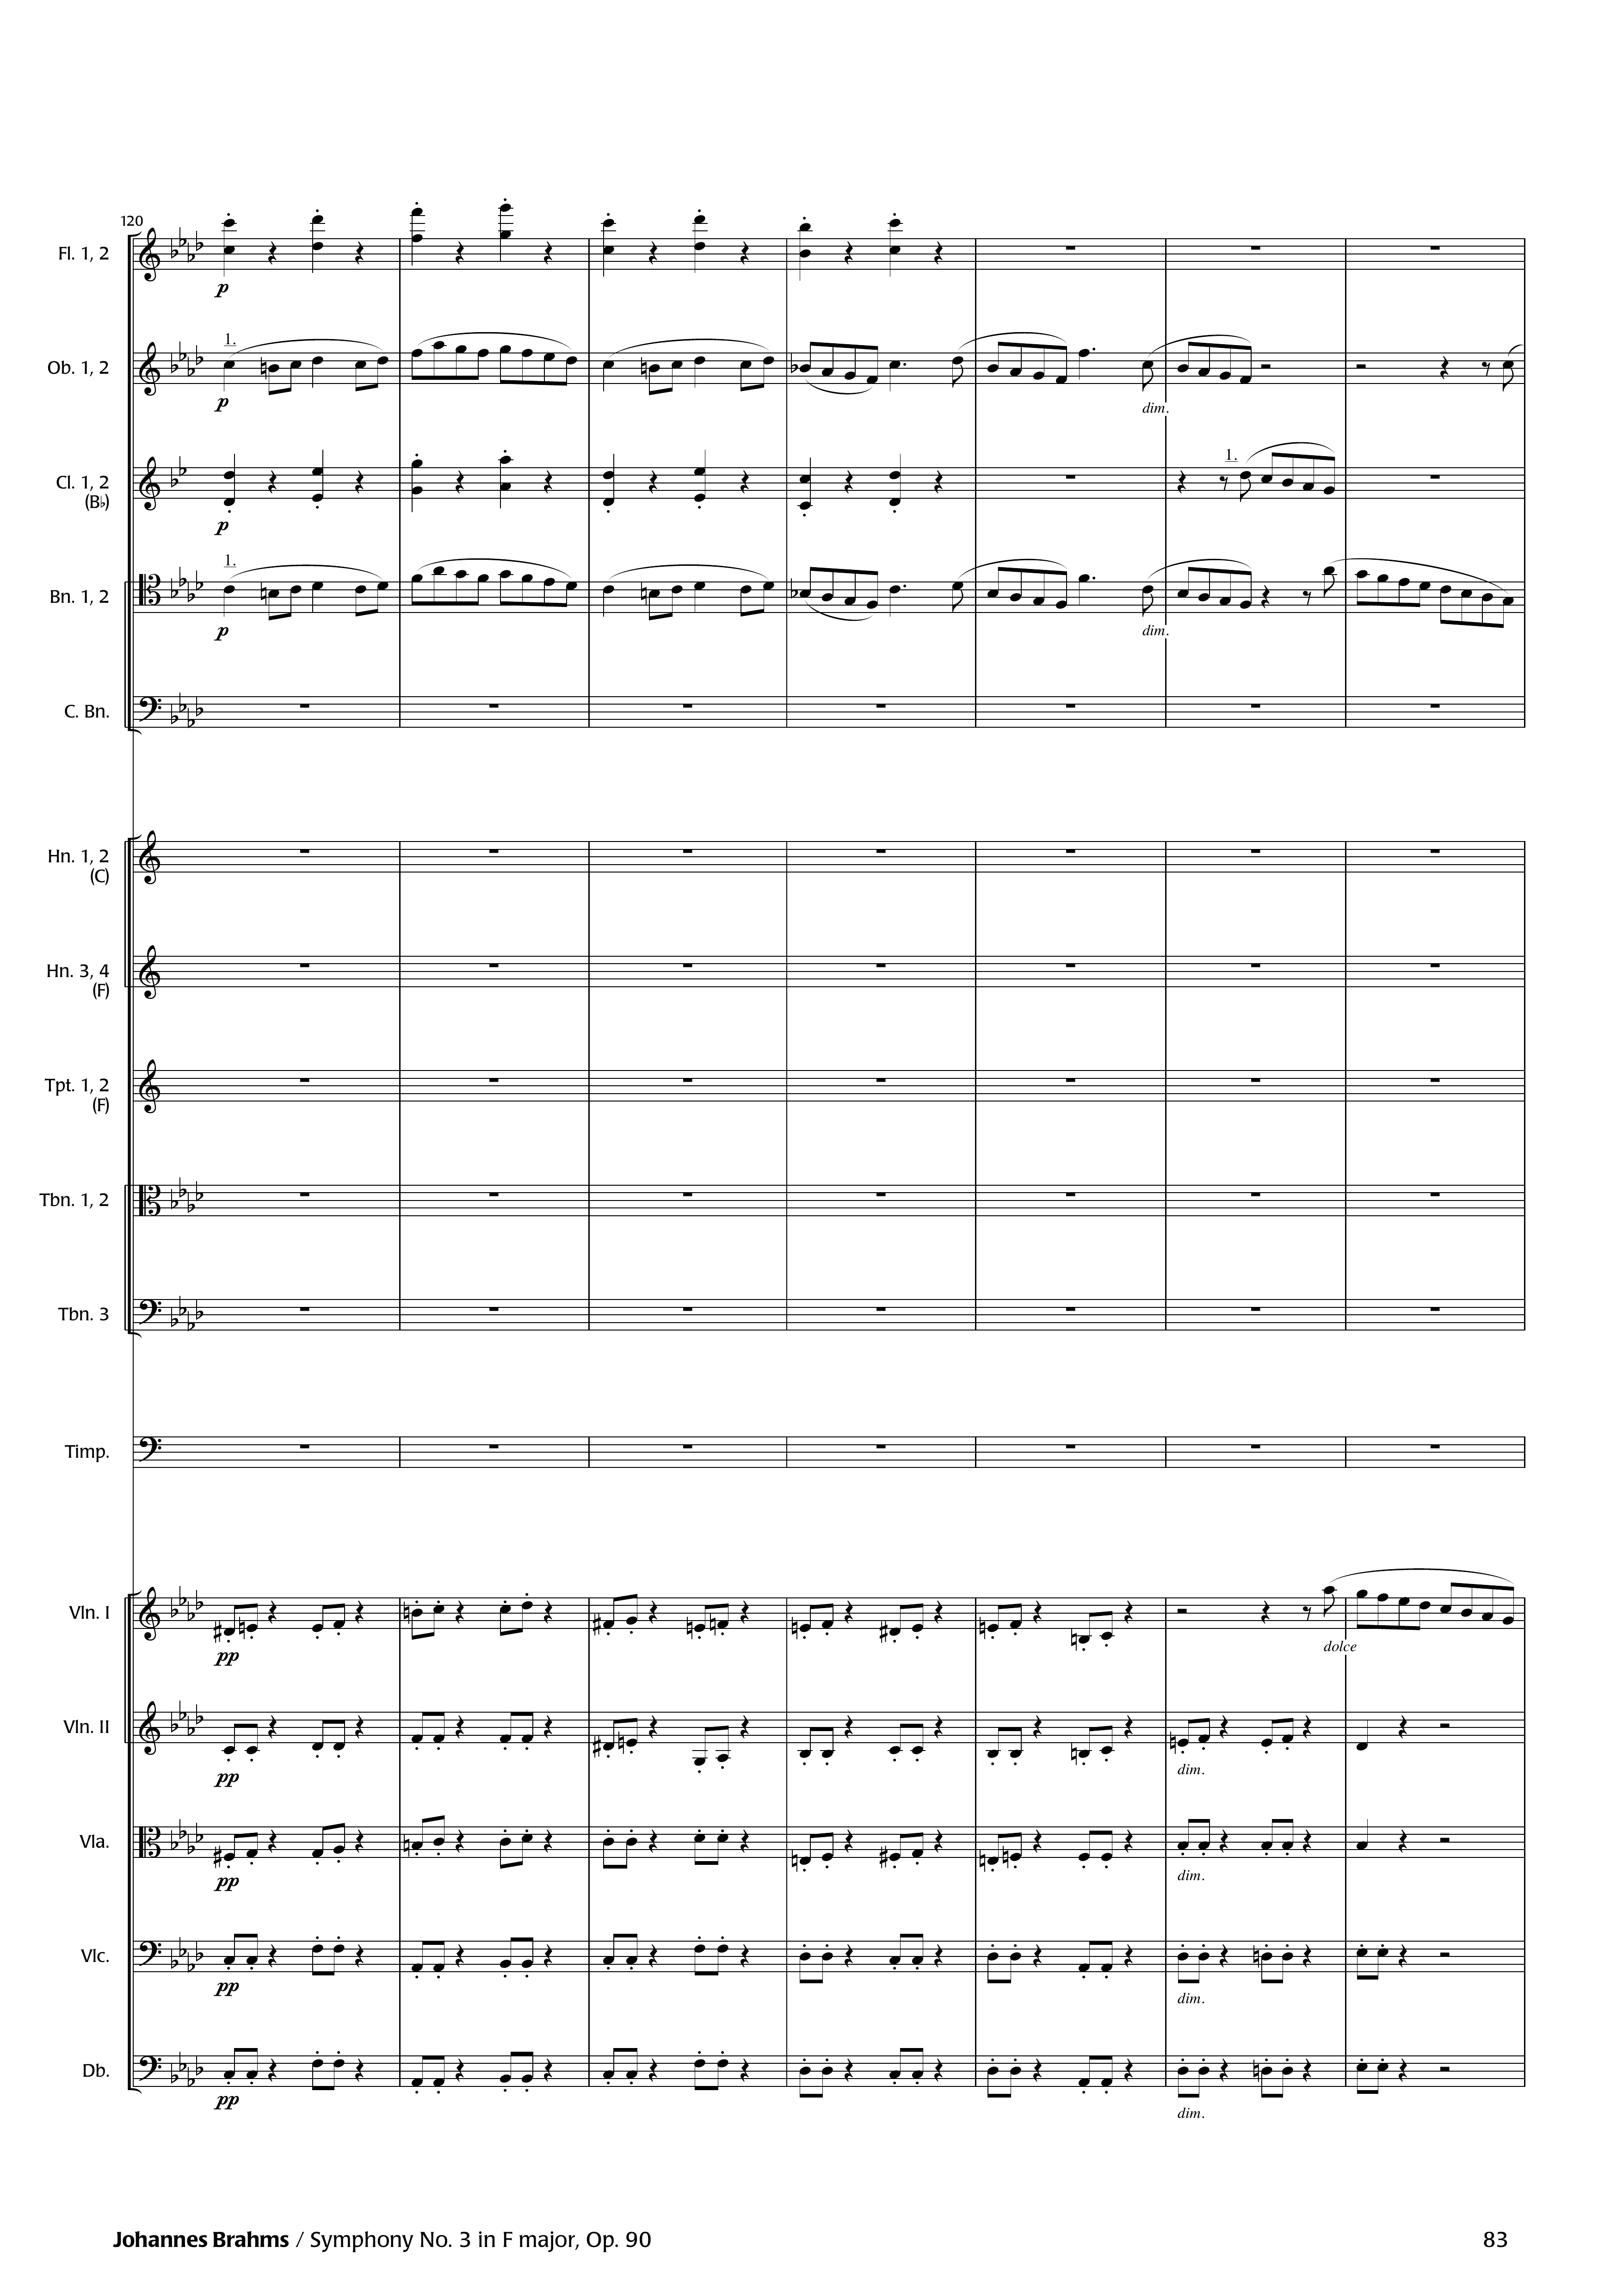 120
Fl. 1, 2
p
Ob. 1, 2
1.
p
dim.
Cl. 1, 2
(B♭)
p
1.
Bn. 1, 2
1.
p
dim.
C. Bn.
Hn. 1, 2
(C)
Hn. 3, 4
(F)
Tpt. 1, 2
(F)
Tbn. 1, 2
Tbn. 3
Timp.
Vln. I
pp
dolce
Vln. II
pp
dim.
Vla.
pp
dim.
Vlc.
pp
dim.
Db.
pp
dim.
Johannes Brahms / Symphony No. 3 in F major, Op. 90
83